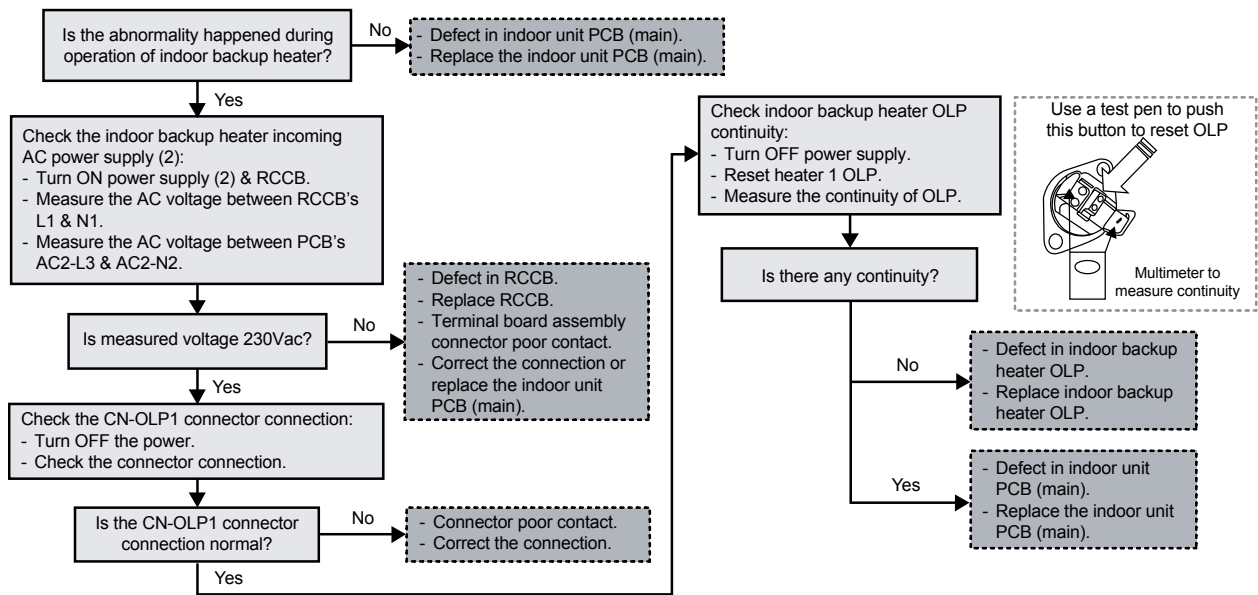 Is the abnormality happened during
operation of indoor backup heater?
No
- Defect in indoor unit PCB (main).
- Replace the indoor unit PCB (main).
Yes
Check the indoor backup heater incoming
AC power supply (2):
- Turn ON power supply (2) & RCCB.
- Measure the AC voltage between RCCB's
L1 & N1.
- Measure the AC voltage between PCB's
AC2-L3 & AC2-N2.
Is measured voltage 230Vac?
No
- Defect in RCCB.
- Replace RCCB.
- Terminal board assembly
connector poor contact.
- Correct the connection or
replace the indoor unit
PCB (main).
Yes
Check the CN-OLP1 connector connection:
- Turn OFF the power.
- Check the connector connection.
Is the CN-OLP1 connector
connection normal?
No
- Connector poor contact.
- Correct the connection.
Yes
Check indoor backup heater OLP
continuity:
- Turn OFF power supply.
- Reset heater 1 OLP.
- Measure the continuity of OLP.
Is there any continuity?
No
- Defect in indoor backup
heater OLP.
- Replace indoor backup
heater OLP.
Yes
- Defect in indoor unit
PCB (main).
- Replace the indoor unit
PCB (main).
Use a test pen to push
this button to reset OLP
Multimeter to
measure continuity